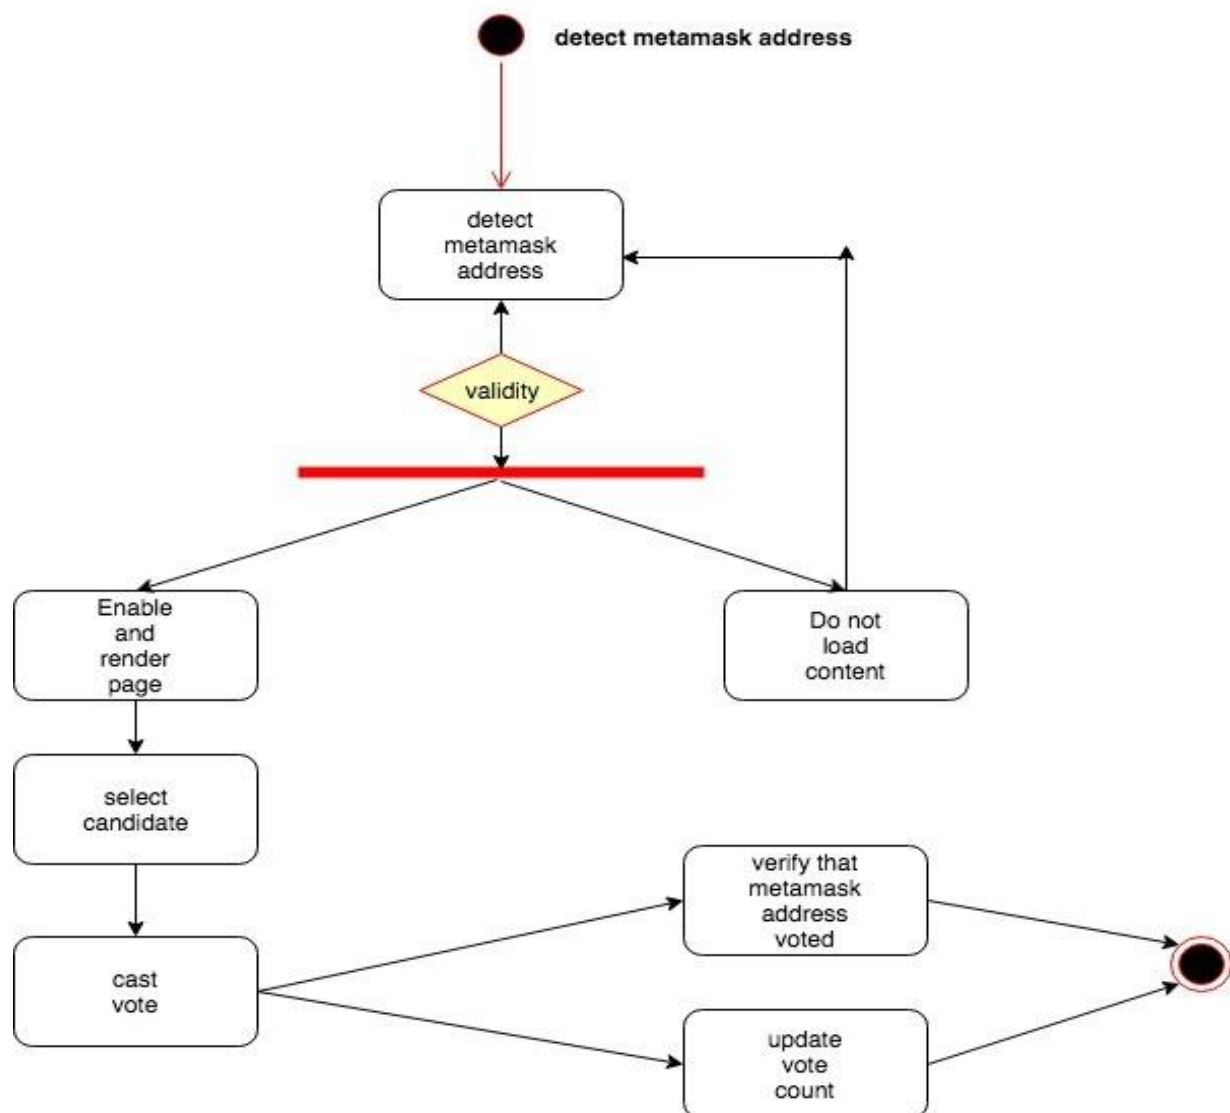 detect metamask address
detect
metamask
address
validity
Enable
and
render
page
Do not
load
content
select
candidate
cast
vote
verify that
metamask
address
voted
update
vote
count